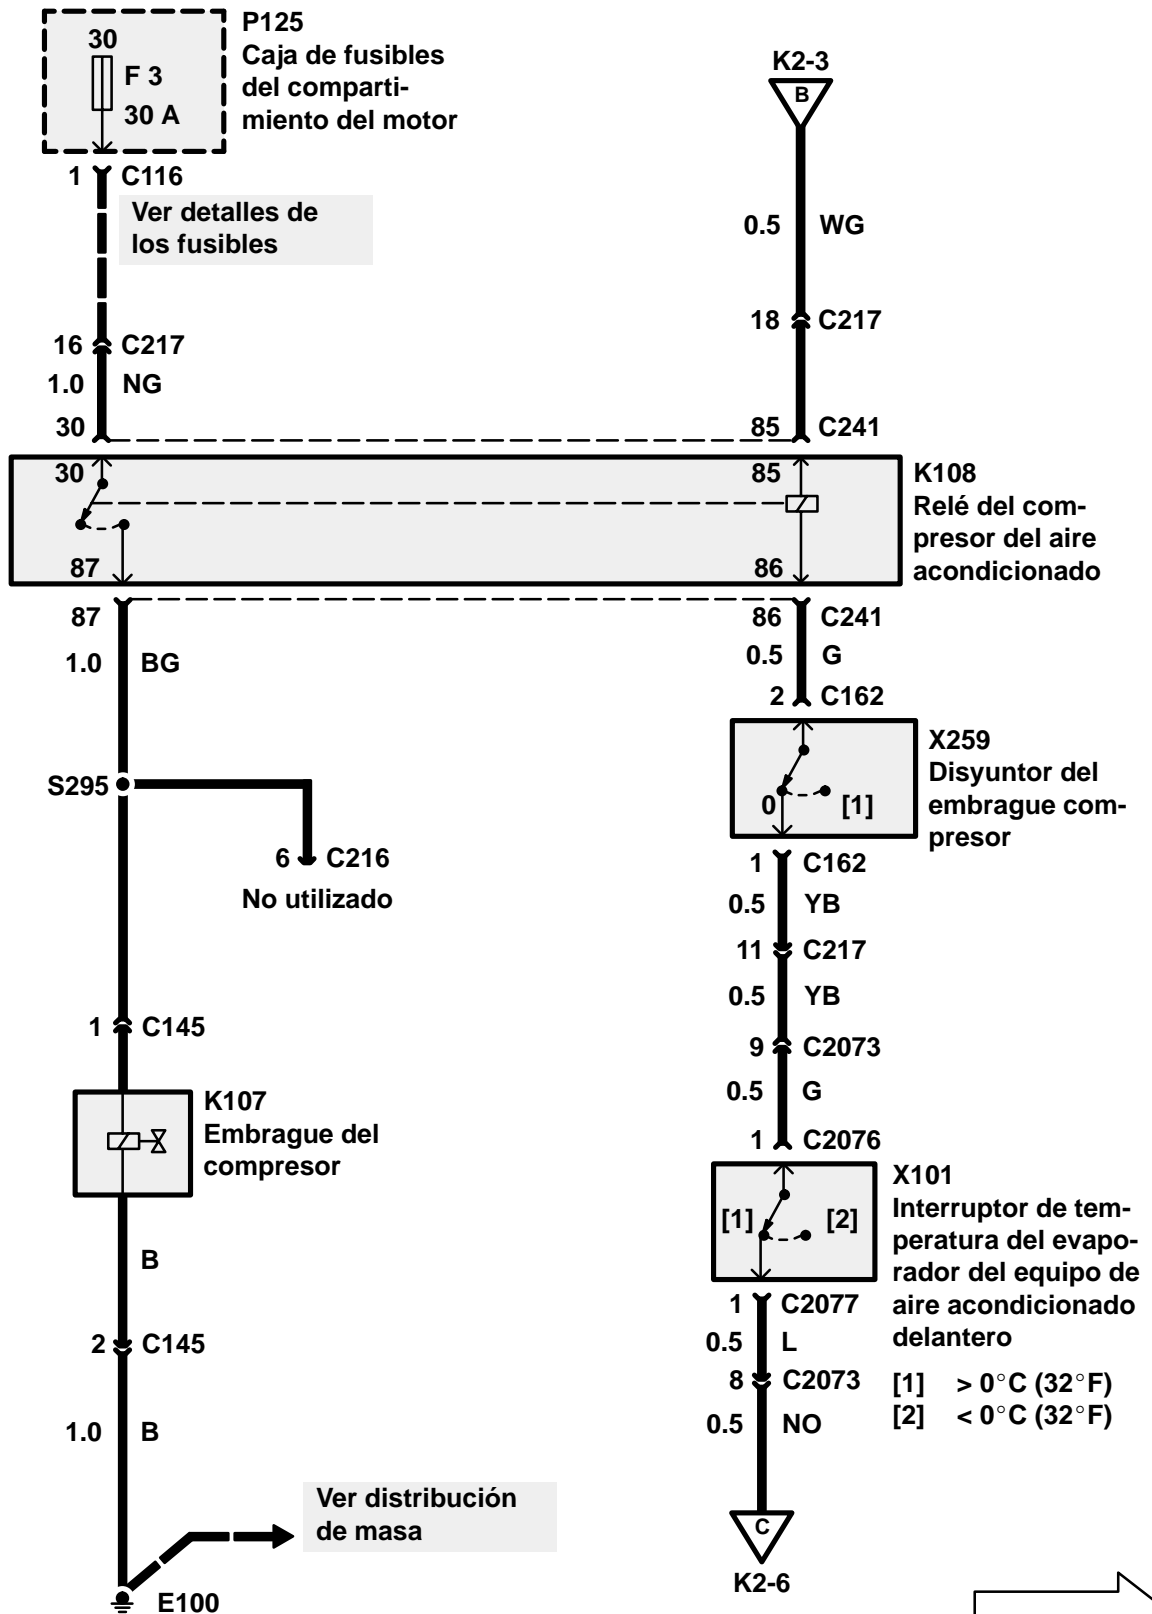 P125
Caja de fusibles
del comparti-
miento del motor
30
F 3
30 A
1 C116
Ver detalles de
los fusibles
16 C217
1.0 NG
30
K2-3
B
0.5 WG
18 C217
85 C241
30
85
87
86
K108
Relé del com-
presor del aire
acondicionado
87
1.0 BG
S295
6 C216
No utilizado
1 C145
K107
Embrague del
compresor
B
2 C145
1.0 B
Ver distribución
de masa
E100
86 C241
0.5 G
2 C162
0 [1]
X259
Disyuntor del
embrague com-
presor
1 C162
0.5 YB
11 C217
0.5 YB
9 C2073
0.5 G
1 C2076
[1] [2]
X101
Interruptor de tem-
peratura del evapo-
rador del equipo de
aire acondicionado
delantero
[1] > 0°C (32°F)
[2] < 0°C (32°F)
1 C2077
0.5 L
8 C2073
0.5 NO
C
K2-6